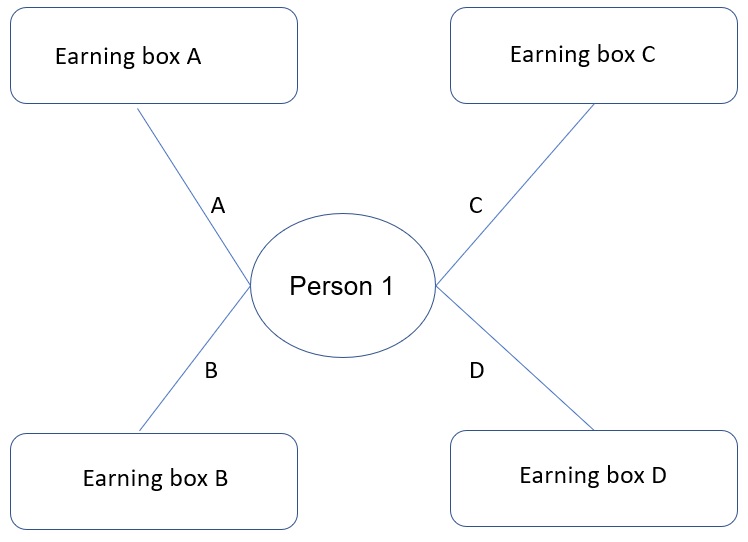 Earning box A
Earning box C
A
C
Person 1
B
D
Earning box B
Earning box D